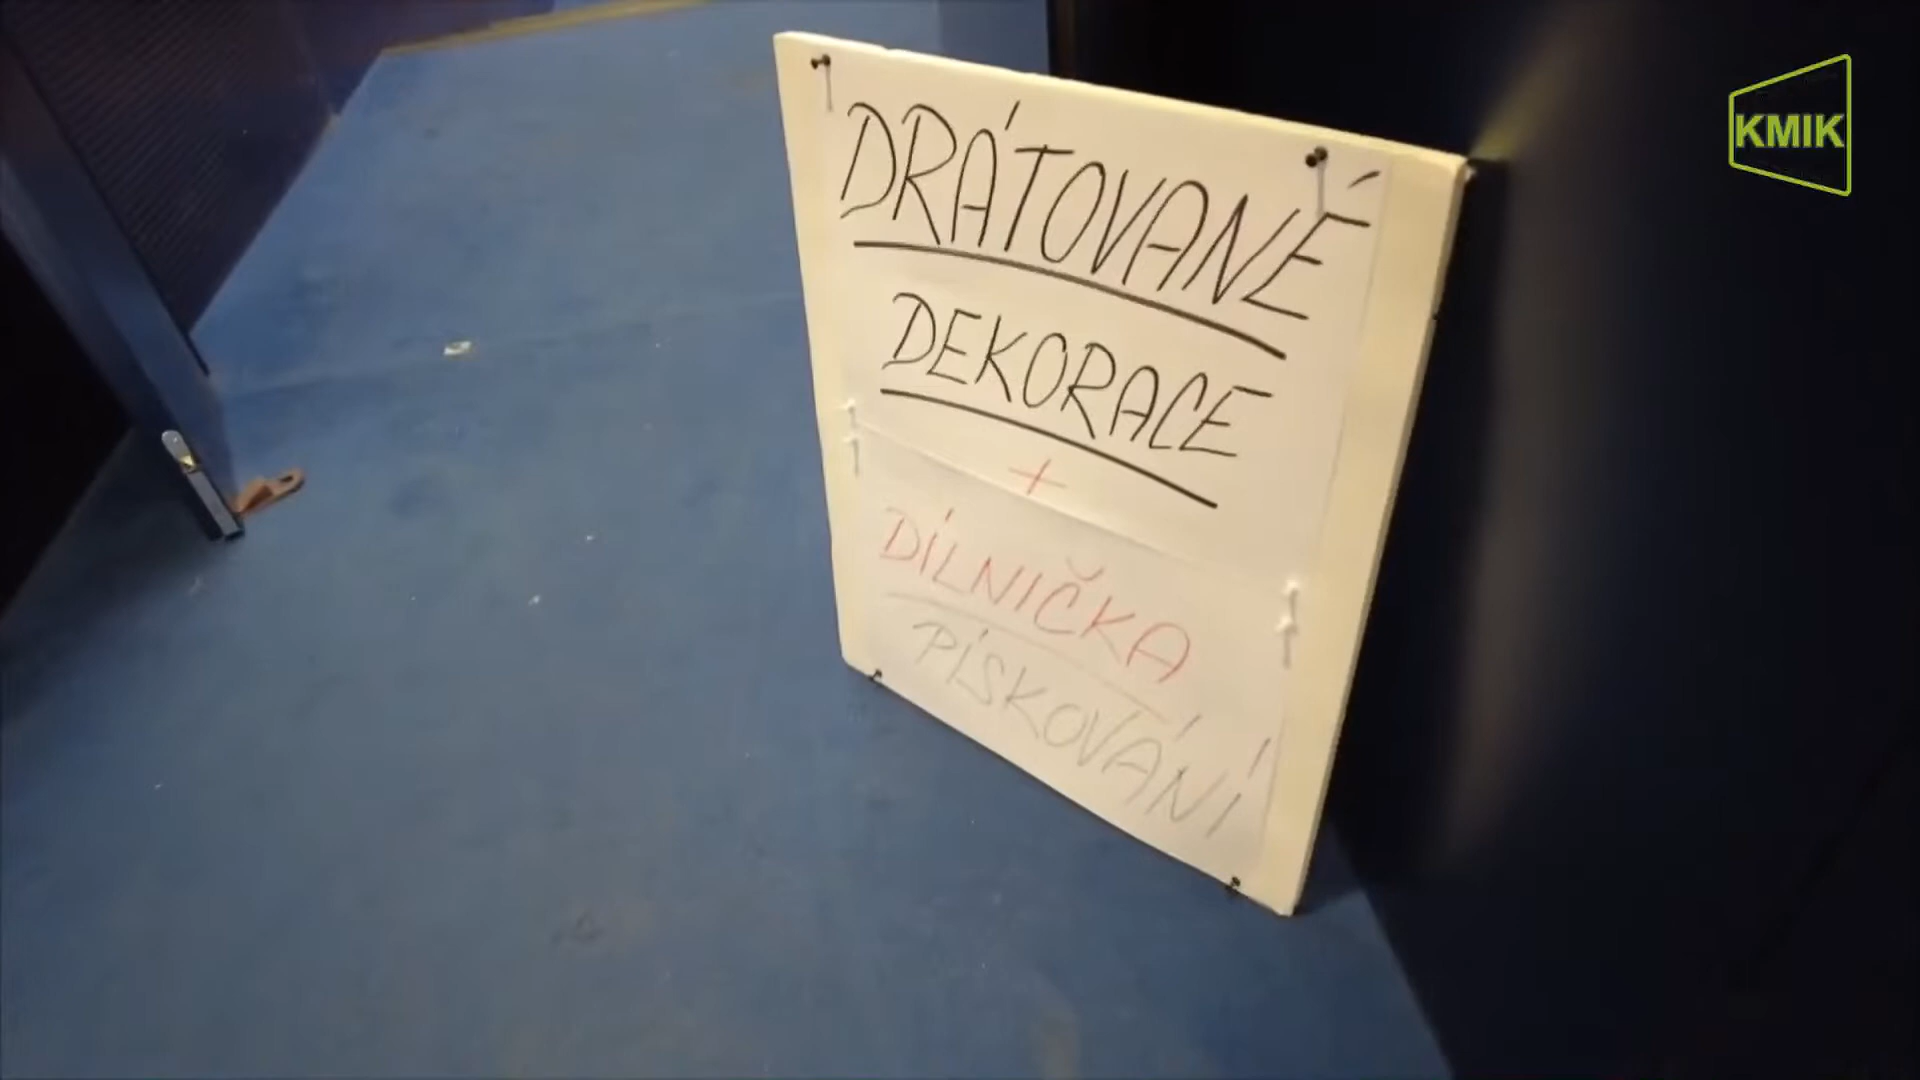 KMIK
DRÁTOVANÉ
DEKORACE
+
DÍLNIČKA
PÍSKOVÁNÍ